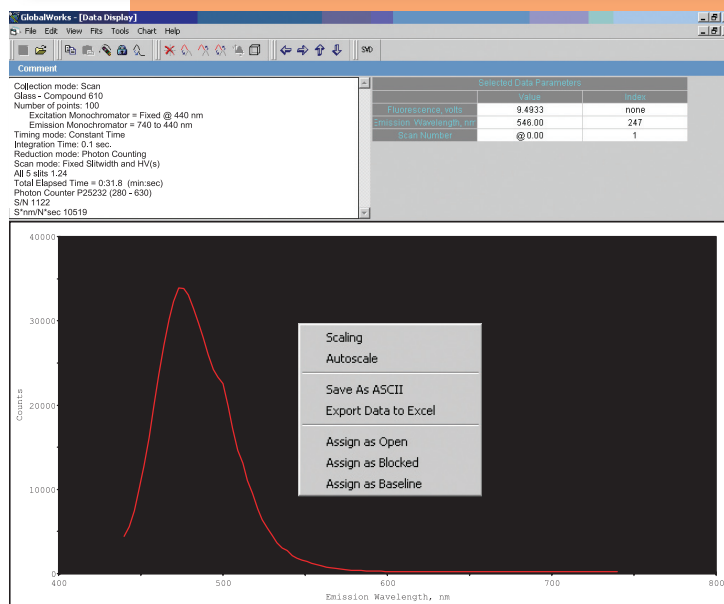 GlobalWorks - [Data Display]
File Edit View Fits Tools Chart Help
SVD
Comment
Collection mode: Scan
Glass - Compound 610
Number of points: 100
Excitation Monochromator = Fixed @ 440 nm
Emission Monochromator = 740 to 440 nm
Timing mode: Constant Time
Integration Time: 0.1 sec.
Reduction mode: Photon Counting
Scan mode: Fixed Slitwidth and HV(s)
All 5 slits 1.24
Total Elapsed Time = 0:31.8 (min:sec)
Photon Counter P25232 (280 - 630)
S/N 1122
S*nm/N*sec 10519
Selected Data Parameters
Value Index
Fluorescence, volts 9.4933 none
Emission Wavelength, nm 546.00 247
Scan Number @ 0.00 1
40000
30000
20000
10000
0
Counts
Scaling
Autoscale
Save As ASCII
Export Data to Excel
Assign as Open
Assign as Blocked
Assign as Baseline
400 500 600 700 800
Emission Wavelength, nm